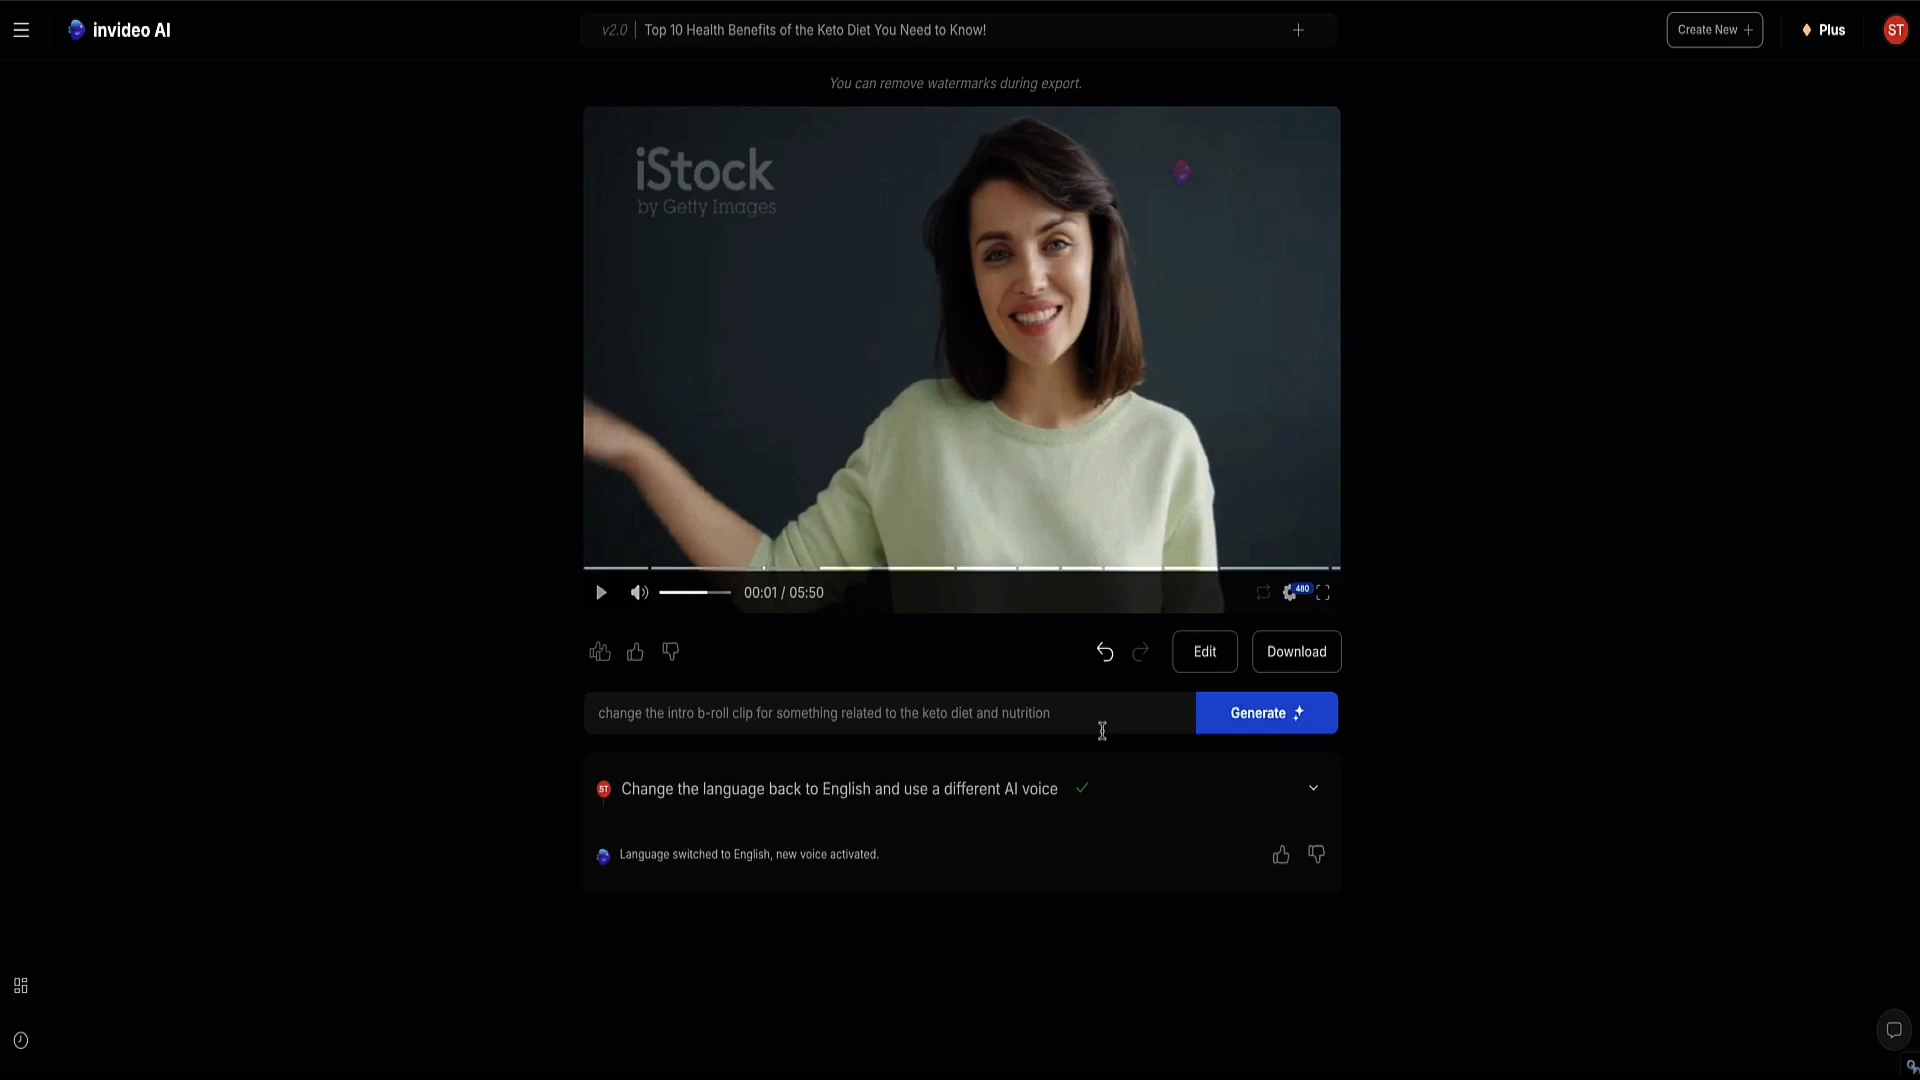 invideo AI
v2.0 | Top 10 Health Benefits of the Keto Diet You Need to Know!
Create New
Plus
ST
You can remove watermarks during export.
iStock
by Getty Images
00:01 / 05:50
480
Edit
Download
change the intro b-roll clip for something related to the keto diet and nutrition
Generate
ST
Change the language back to English and use a different AI voice
Language switched to English, new voice activated.